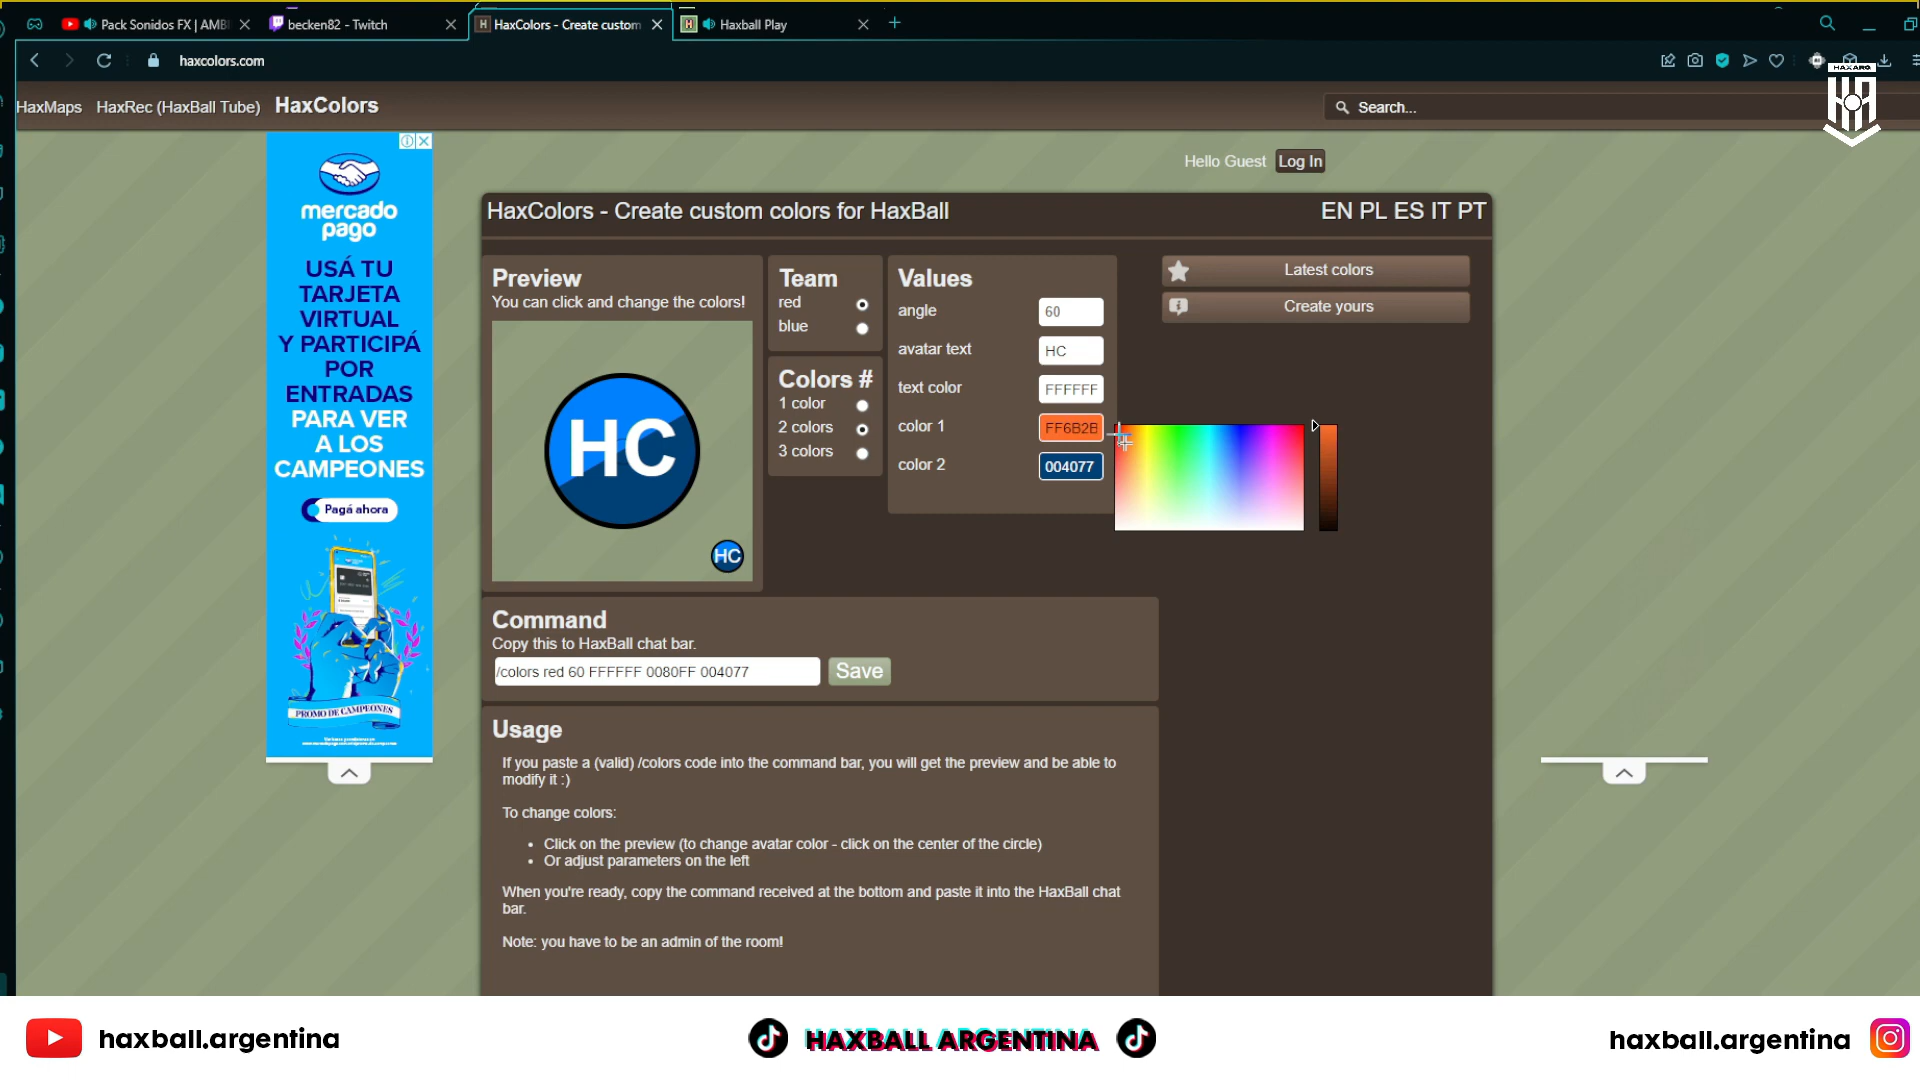 Pack Sonidos FX | AMBI
becken82 - Twitch
HaxColors - Create custom
Haxball Play
haxcolors.com
HaxMaps
HaxRec (HaxBall Tube)
HaxColors
Search...
HAXARG
Hello Guest
Log In
mercado
pago
USÁ TU
TARJETA
VIRTUAL
Y PARTICIPÁ
POR
ENTRADAS
PARA VER
A LOS
CAMPEONES
Pagá ahora
PROMO DE CAMPEONES
HaxColors - Create custom colors for HaxBall
EN PL ES IT PT
Preview
You can click and change the colors!
HC
HC
Team
red
blue
Colors #
1 color
2 colors
3 colors
Values
angle
60
avatar text
HC
text color
FFFFFF
color 1
FF6B2B
color 2
004077
Latest colors
Create yours
Command
Copy this to HaxBall chat bar.
/colors red 60 FFFFFF 0080FF 004077
Save
Usage
If you paste a (valid) /colors code into the command bar, you will get the preview and be able to
modify it :)
To change colors:
• Click on the preview (to change avatar color - click on the center of the circle)
• Or adjust parameters on the left
When you're ready, copy the command received at the bottom and paste it into the HaxBall chat
bar.
Note: you have to be an admin of the room!
haxball.argentina
HAXBALL ARGENTINA
haxball.argentina